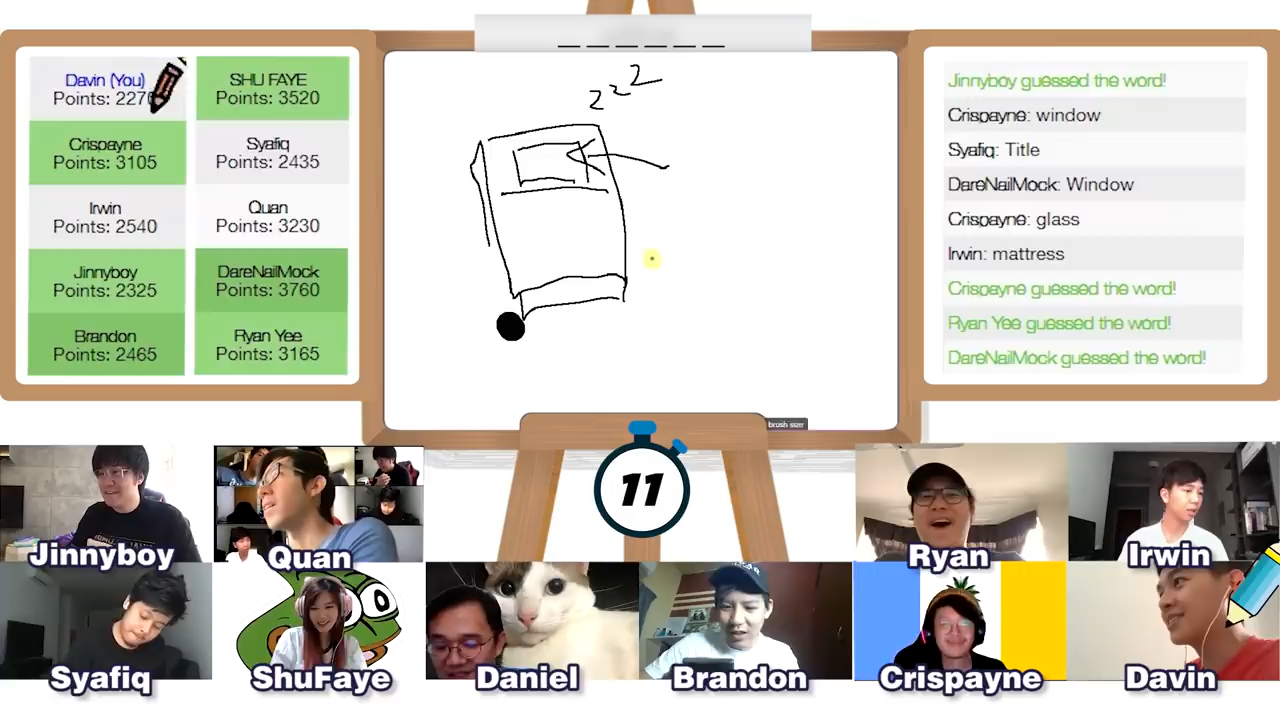 Davin (You)
Points: 2270
SHU FAYE
Points: 3520
Crispayne
Points: 3105
Syafiq
Points: 2435
Irwin
Points: 2540
Quan
Points: 3230
Jinnyboy
Points: 2325
DareNailMock
Points: 3760
Brandon
Points: 2465
Ryan Yee
Points: 3165
_ _ _ _ _ _
z z z
Jinnyboy guessed the word!
Crispayne: window
Syafiq: Title
DareNailMock: Window
Crispayne: glass
Irwin: mattress
Crispayne guessed the word!
Ryan Yee guessed the word!
DareNailMock guessed the word!
brush size
11
Jinnyboy
Quan
Ryan
Irwin
Syafiq
ShuFaye
Daniel
Brandon
Crispayne
Davin